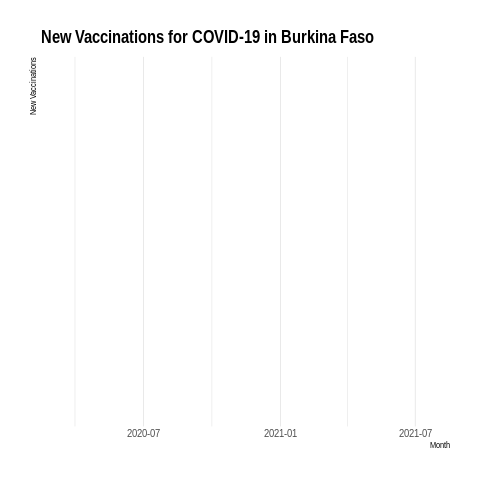 New Vaccinations for COVID-19 in Burkina Faso
New Vaccinations
2020-07 2021-01 2021-07
Month